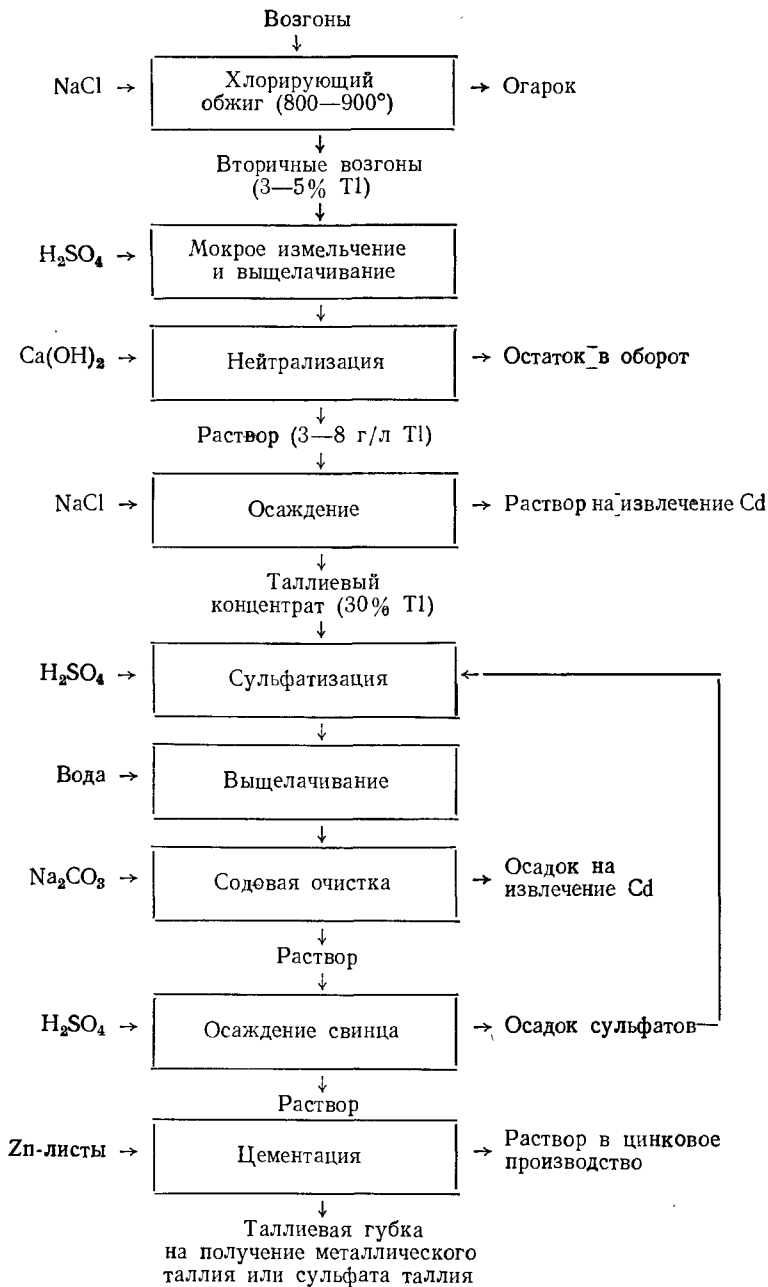 Возгоны
↓
NaCl → Хлорирующий обжиг (800—900°) → Огарок
↓
Вторичные возгоны
(3—5% Tl)
↓
H₂SO₄ → Мокрое измельчение и выщелачивание
↓
Ca(OH)₂ → Нейтрализация → Остаток в оборот
↓
Раствор (3—8 г/л Tl)
↓
NaCl → Осаждение → Раствор на извлечение Cd
↓
Таллиевый
концентрат (30% Tl)
↓
H₂SO₄ → Сульфатизация ←
↓
Вода → Выщелачивание
↓
Na₂CO₃ → Содовая очистка → Осадок на извлечение Cd
↓
Раствор
↓
H₂SO₄ → Осаждение свинца → Осадок сульфатов
↓
Раствор
↓
Zn-листы → Цементация → Раствор в цинковое производство
↓
Таллиевая губка
на получение металлического
таллия или сульфата таллия